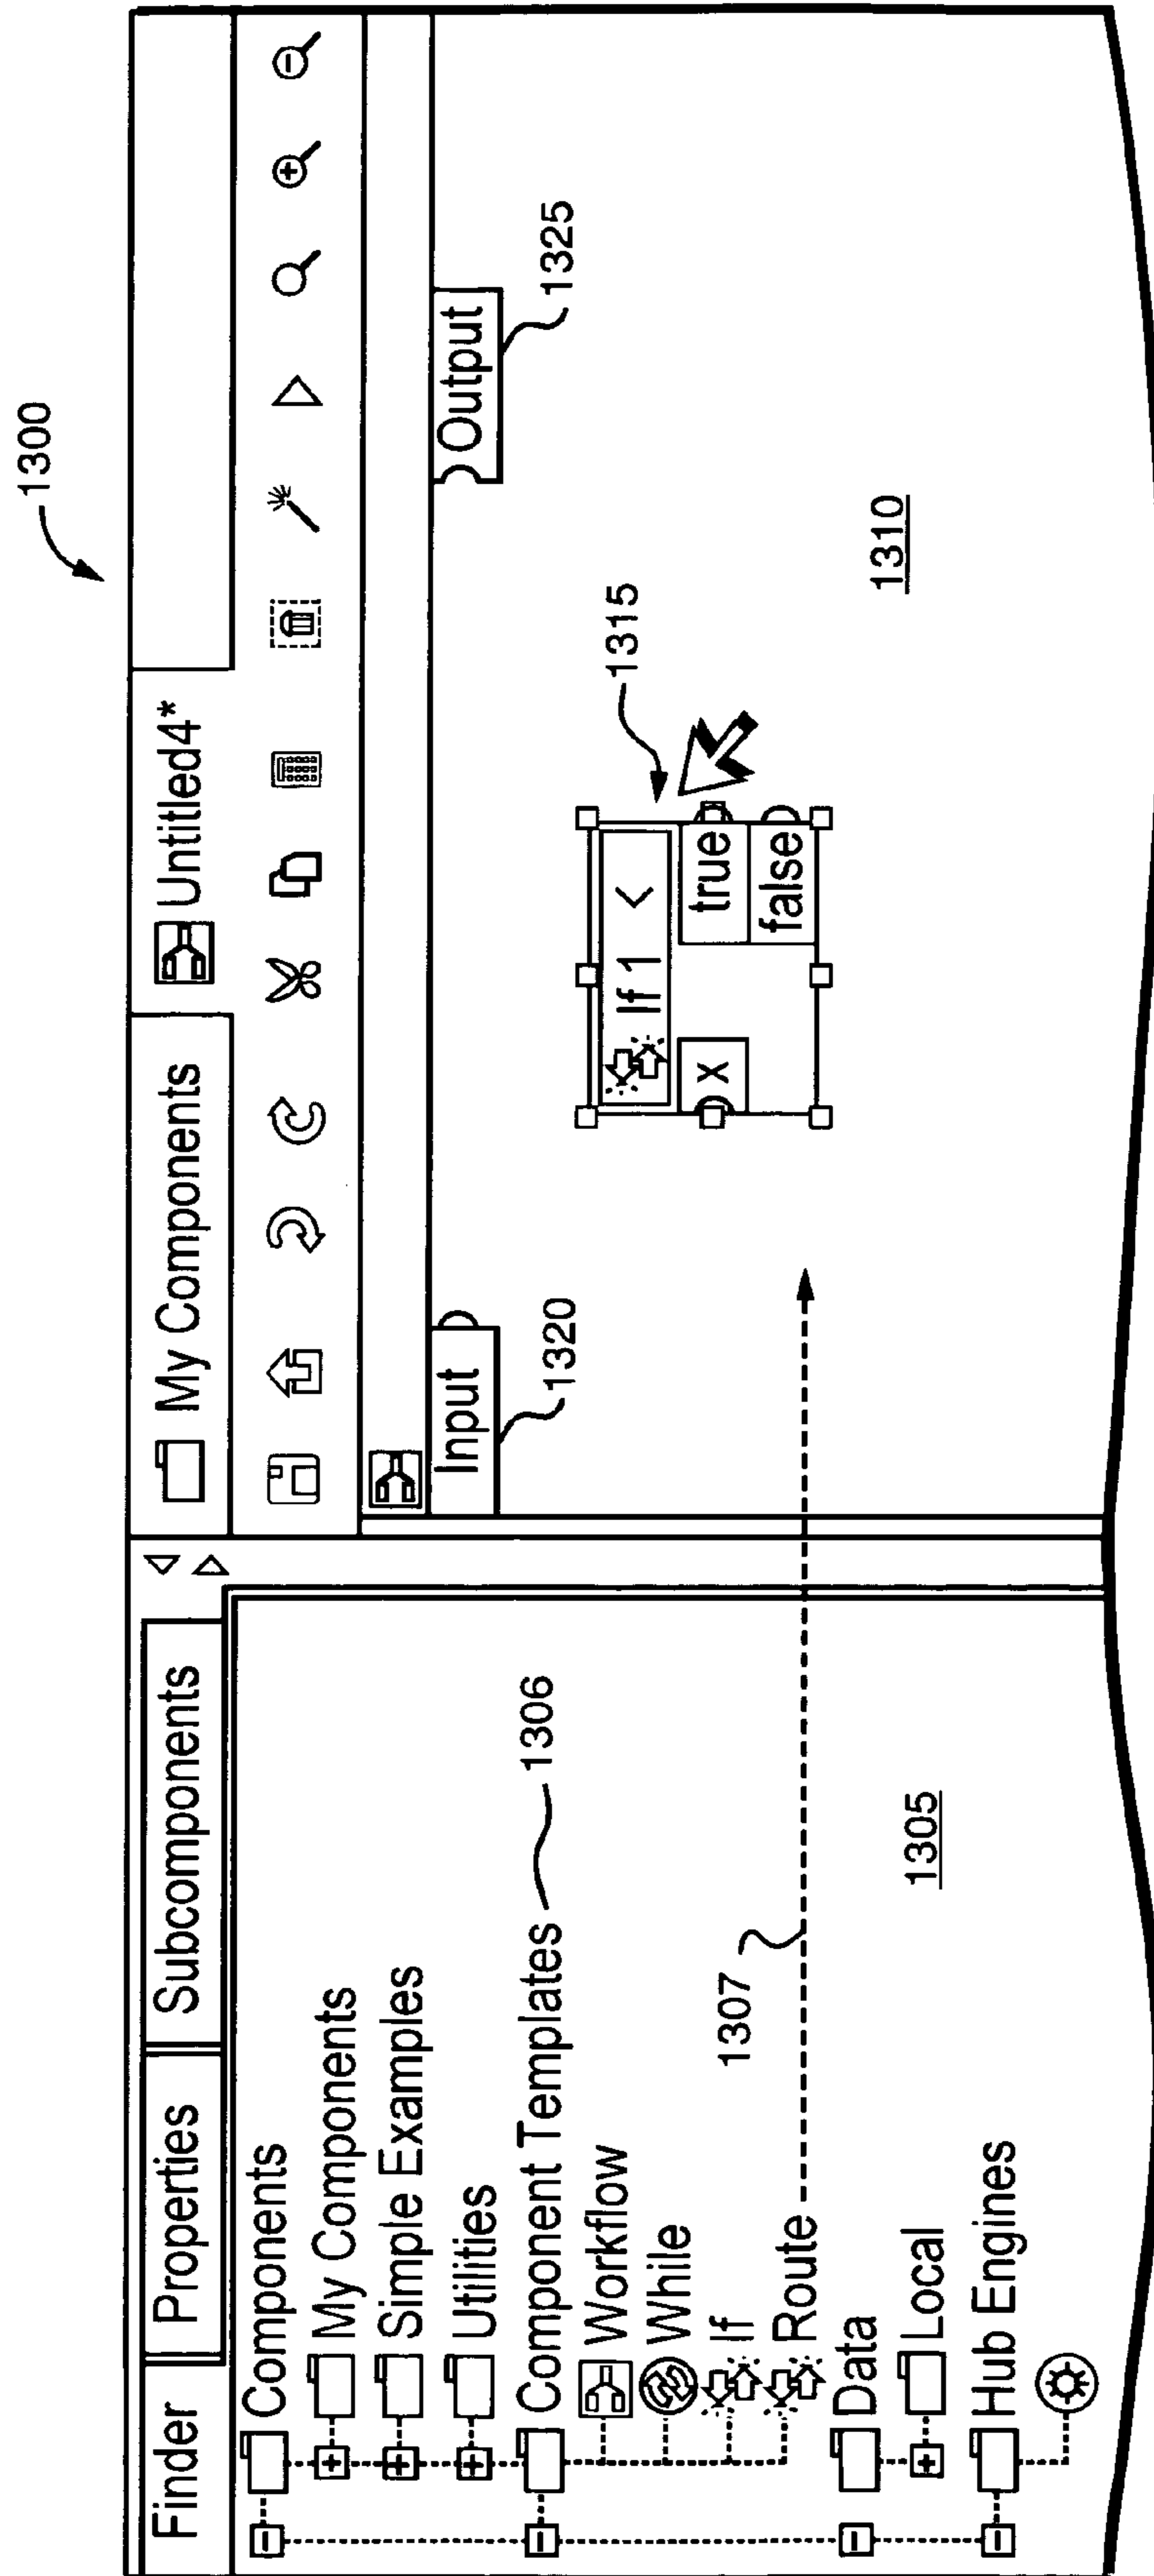 1300
Finder
Properties
Subcomponents
My Components
Untitled4*
Components
My Components
Simple Examples
Utilities
Component Templates
1306
Workflow
While
If
Route
1307
Data
Local
Hub Engines
1305
Input
1320
Output
1325
1315
If 1 <
x
true
false
1310